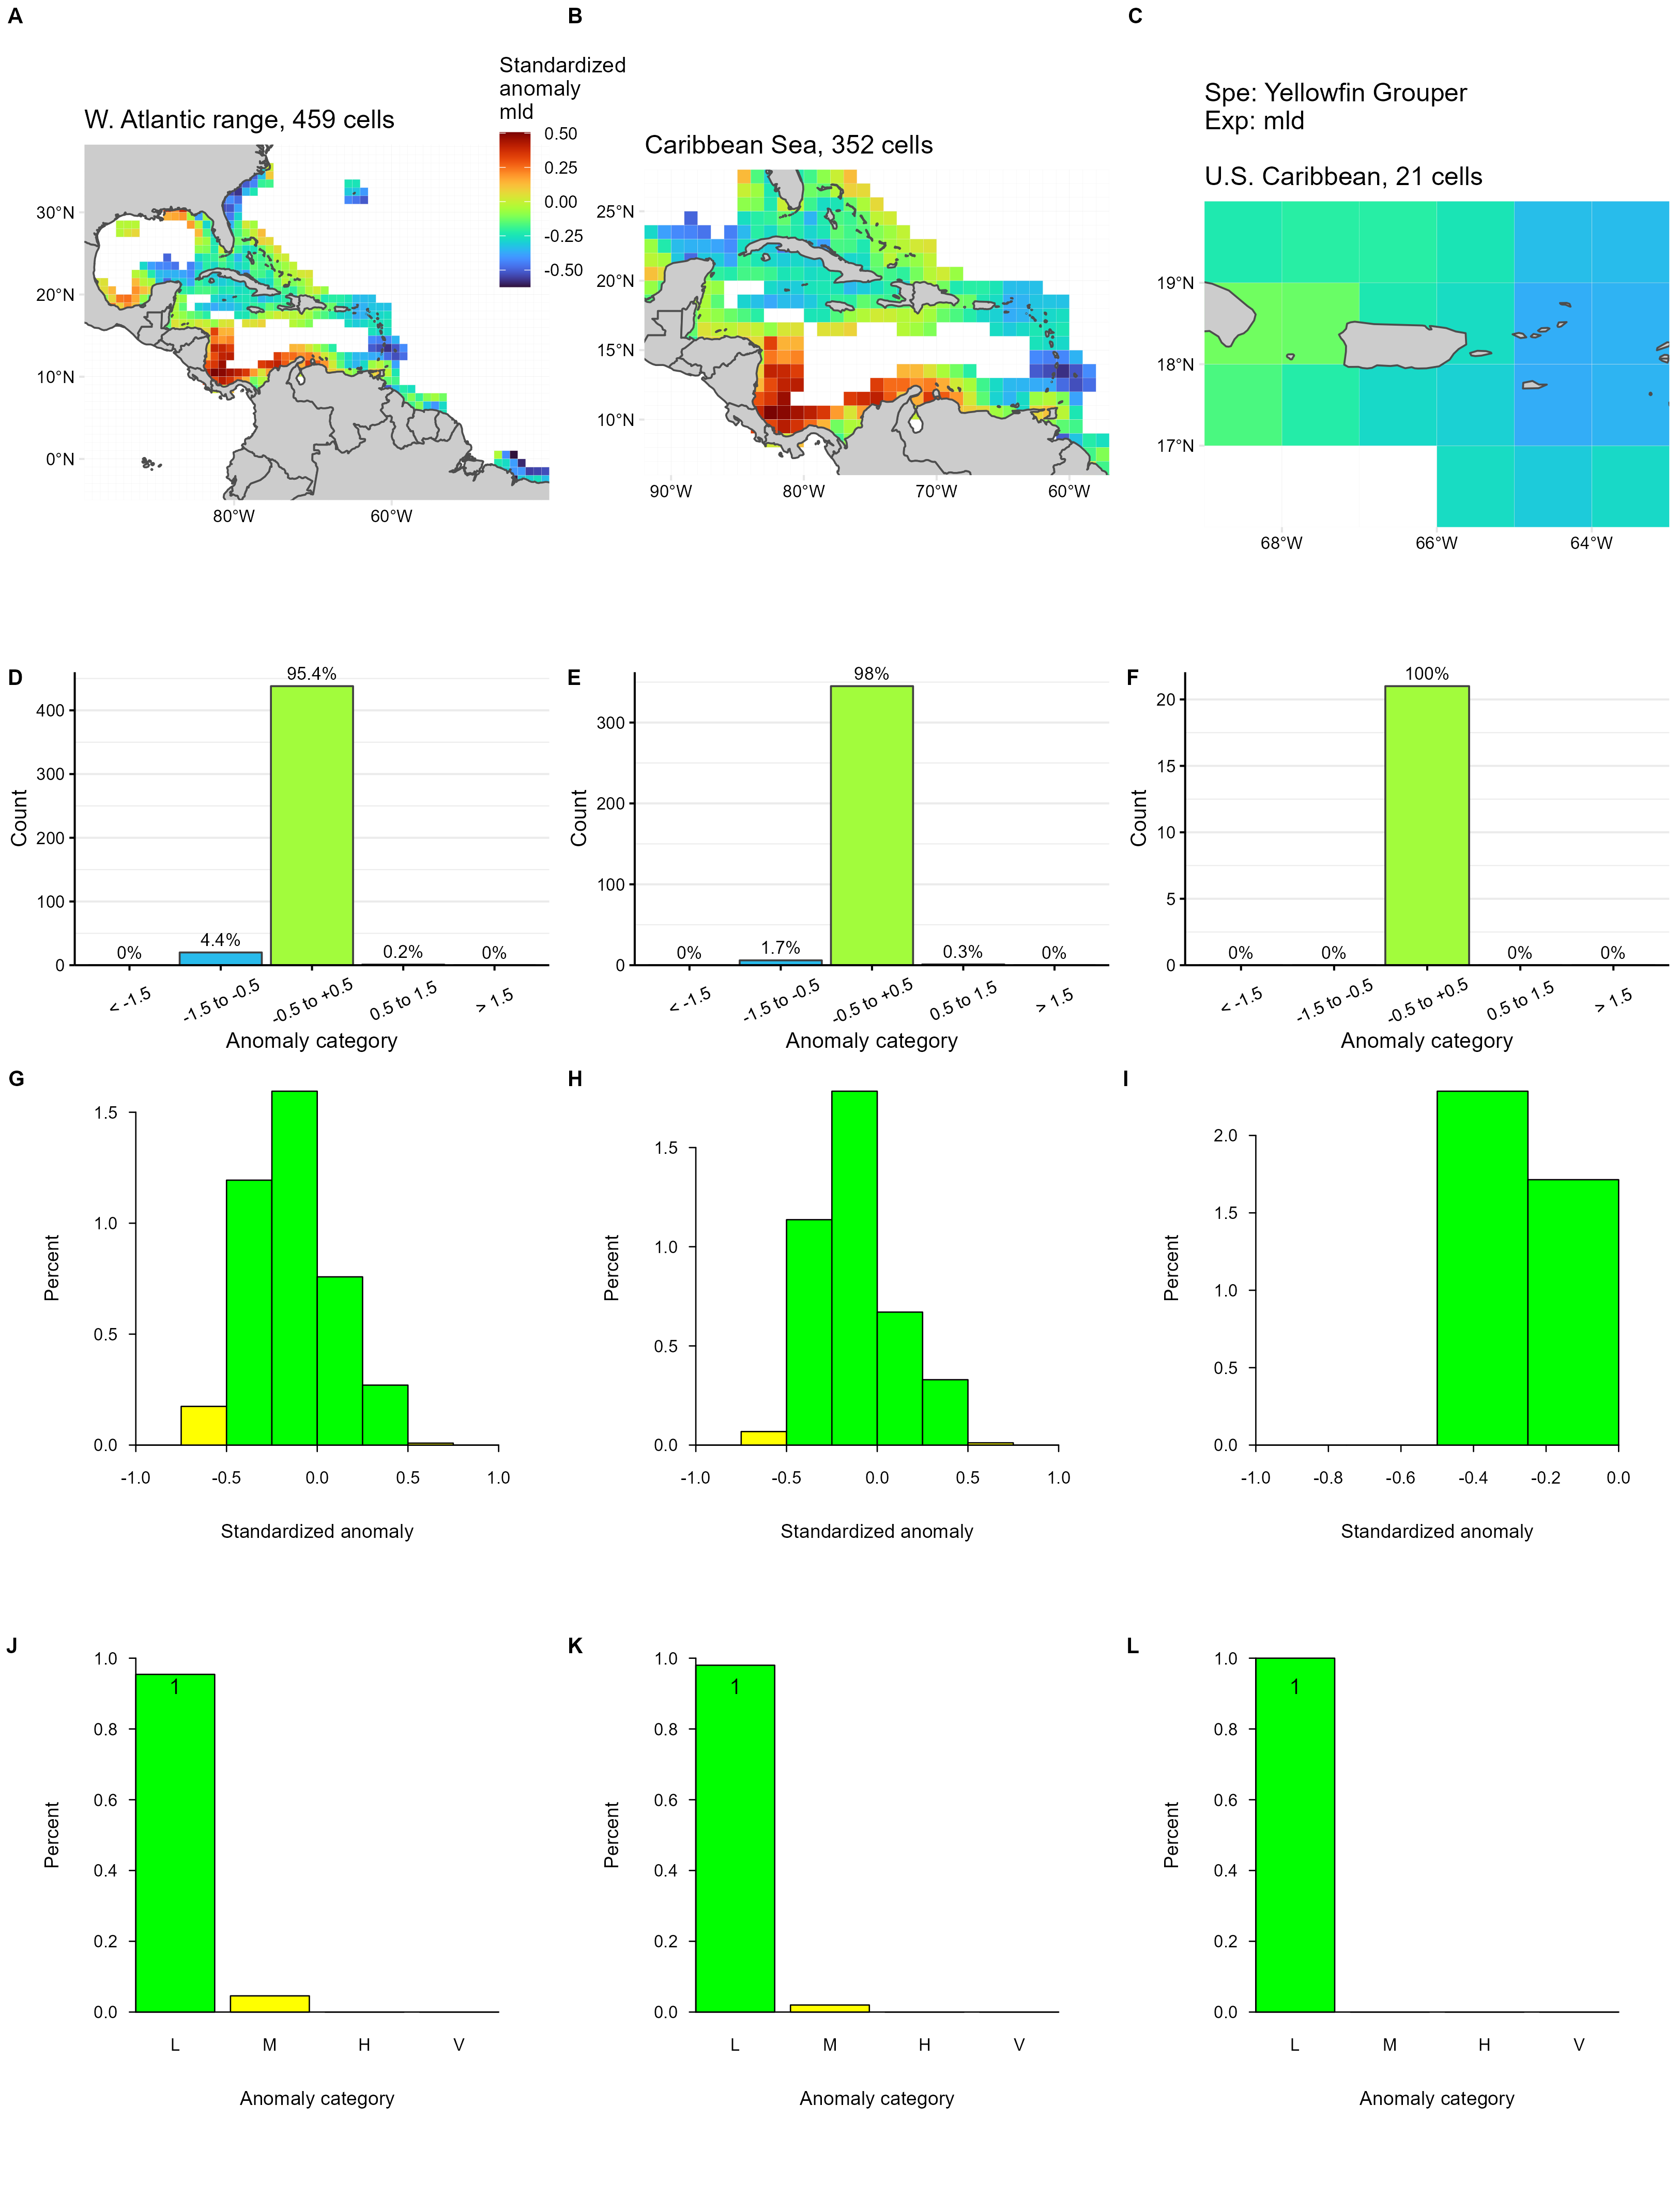 A
B
C
Standardized
anomaly
mld
0.50
0.25
0.00
-0.25
-0.50
W. Atlantic range, 459 cells
30°N
20°N
10°N
0°N
80°W
60°W
Caribbean Sea, 352 cells
25°N
20°N
15°N
10°N
90°W
80°W
70°W
60°W
Spe: Yellowfin Grouper
Exp: mld
U.S. Caribbean, 21 cells
19°N
18°N
17°N
68°W
66°W
64°W
D
Count
400
300
200
100
0
0%
4.4%
95.4%
0.2%
0%
< -1.5
-1.5 to -0.5
-0.5 to +0.5
0.5 to 1.5
> 1.5
Anomaly category
E
Count
300
200
100
0
0%
1.7%
98%
0.3%
0%
< -1.5
-1.5 to -0.5
-0.5 to +0.5
0.5 to 1.5
> 1.5
Anomaly category
F
Count
20
15
10
5
0
0%
0%
100%
0%
0%
< -1.5
-1.5 to -0.5
-0.5 to +0.5
0.5 to 1.5
> 1.5
Anomaly category
G
Percent
1.5
1.0
0.5
0.0
-1.0
-0.5
0.0
0.5
1.0
Standardized anomaly
H
Percent
1.5
1.0
0.5
0.0
-1.0
-0.5
0.0
0.5
1.0
Standardized anomaly
I
Percent
2.0
1.5
1.0
0.5
0.0
-1.0
-0.8
-0.6
-0.4
-0.2
0.0
Standardized anomaly
J
Percent
1.0
0.8
0.6
0.4
0.2
0.0
1
L
M
H
V
Anomaly category
K
Percent
1.0
0.8
0.6
0.4
0.2
0.0
1
L
M
H
V
Anomaly category
L
Percent
1.0
0.8
0.6
0.4
0.2
0.0
1
L
M
H
V
Anomaly category